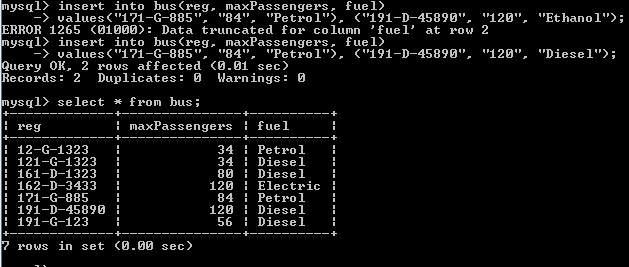 mysql> insert into bus(reg, maxPassengers, fuel)
    -> values("171-G-885", "84", "Petrol"), ("191-D-45890", "120", "Ethanol");
ERROR 1265 (01000): Data truncated for column 'fuel' at row 2
mysql> insert into bus(reg, maxPassengers, fuel)
    -> values("171-G-885", "84", "Petrol"), ("191-D-45890", "120", "Diesel");
Query OK, 2 rows affected (0.01 sec)
Records: 2  Duplicates: 0  Warnings: 0

mysql> select * from bus;
+-------------+---------------+----------+
| reg         | maxPassengers | fuel     |
+-------------+---------------+----------+
| 12-G-1323   |            34 | Petrol   |
| 121-G-1323  |            34 | Diesel   |
| 161-D-1323  |            80 | Diesel   |
| 162-D-3433  |           120 | Electric |
| 171-G-885   |            84 | Petrol   |
| 191-D-45890 |           120 | Diesel   |
| 191-G-123   |            56 | Diesel   |
+-------------+---------------+----------+
7 rows in set (0.00 sec)

mysql>